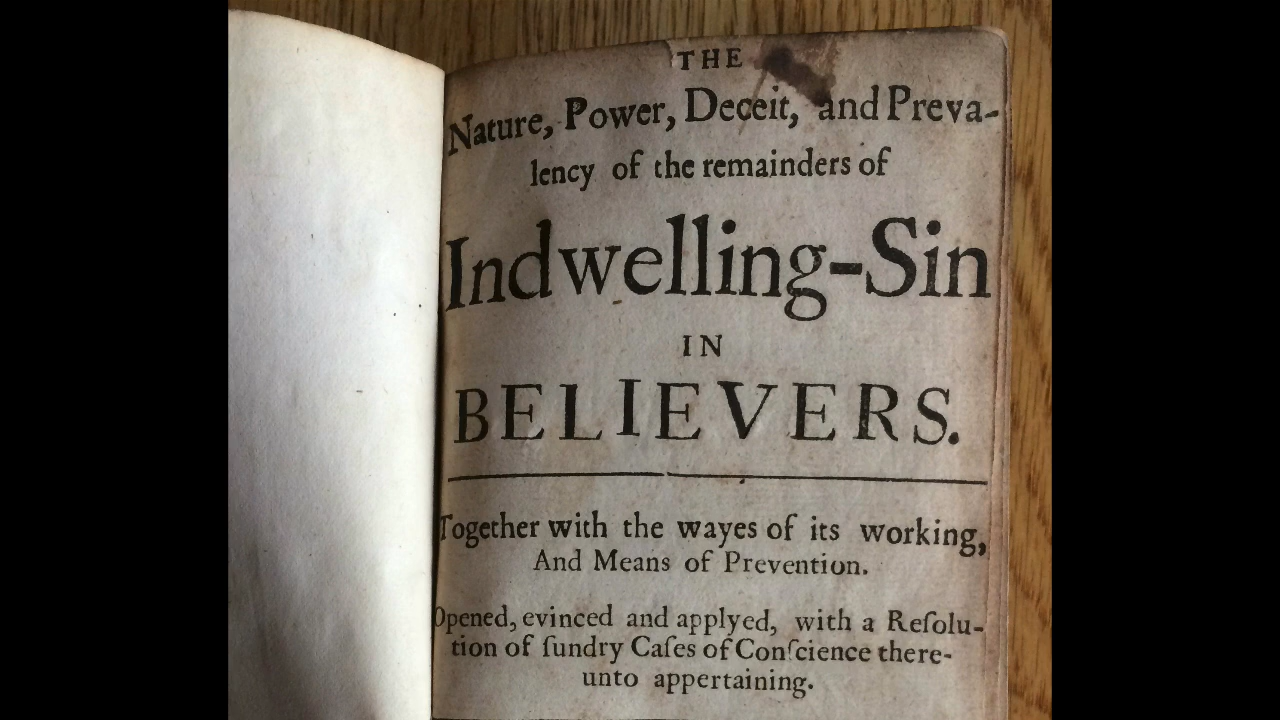 THE
Nature, Power, Deceit, and Preva-
lency of the remainders of
Indwelling-Sin
IN
BELIEVERS.
Together with the wayes of its working,
And Means of Prevention.
Opened, evinced and applyed, with a Reſolu-
tion of ſundry Caſes of Conſcience there-
unto appertaining.